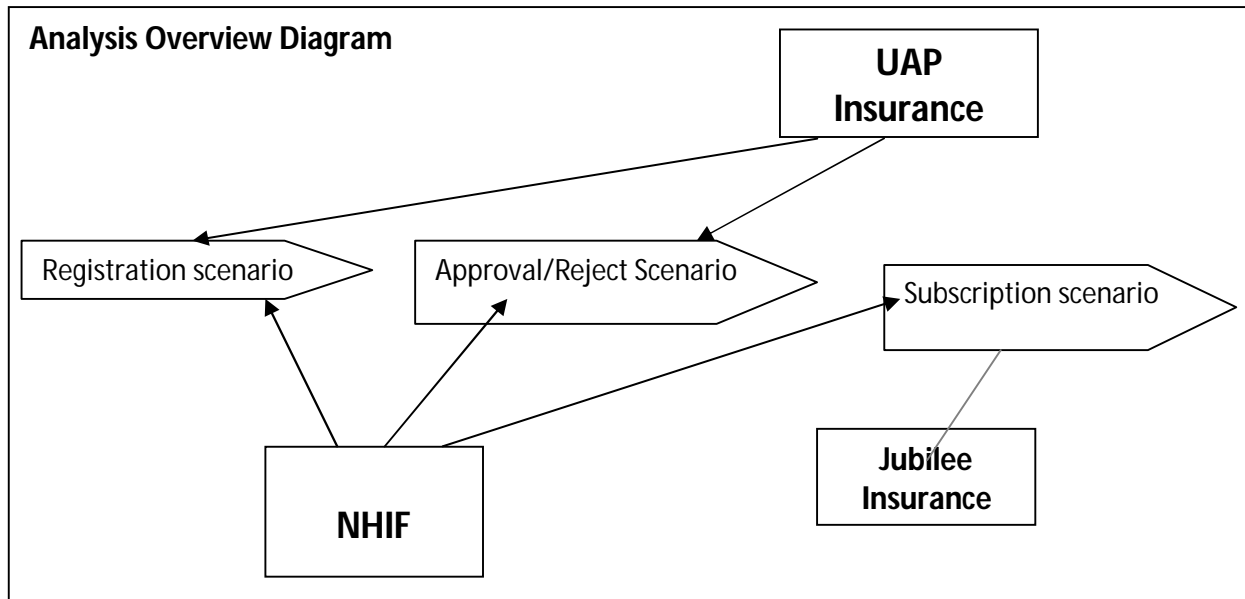 Analysis Overview Diagram
UAP
Insurance
Registration scenario
Approval/Reject Scenario
Subscription scenario
Jubilee
Insurance
NHIF